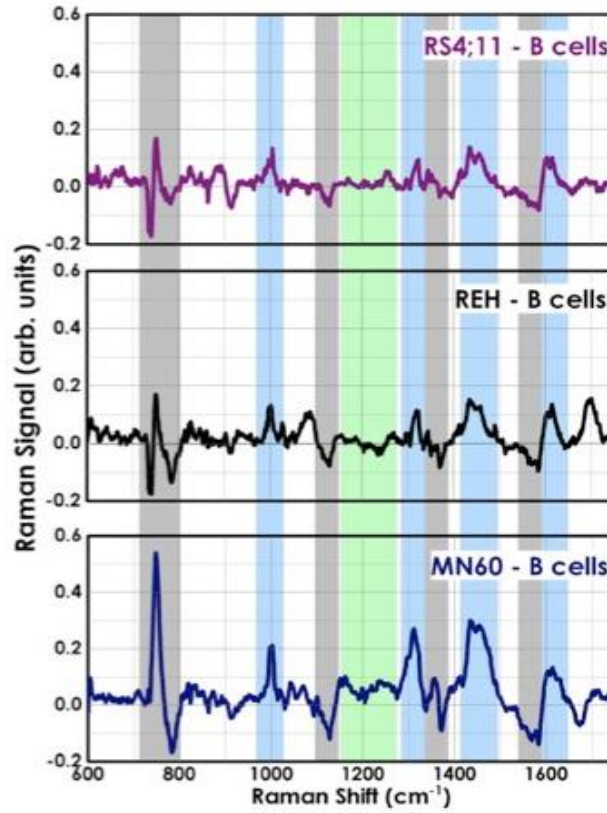 0.6
RS4;11 - B cells
0.4
0.2
0.0
-0.2
0.6
REH - B cells
0.4
0.2
0.0
-0.2
0.6
MN60 - B cells
0.4
0.2
0.0
-0.2
600 800 1000 1200 1400 1600
Raman Shift (cm⁻¹)
Raman Signal (arb. units)